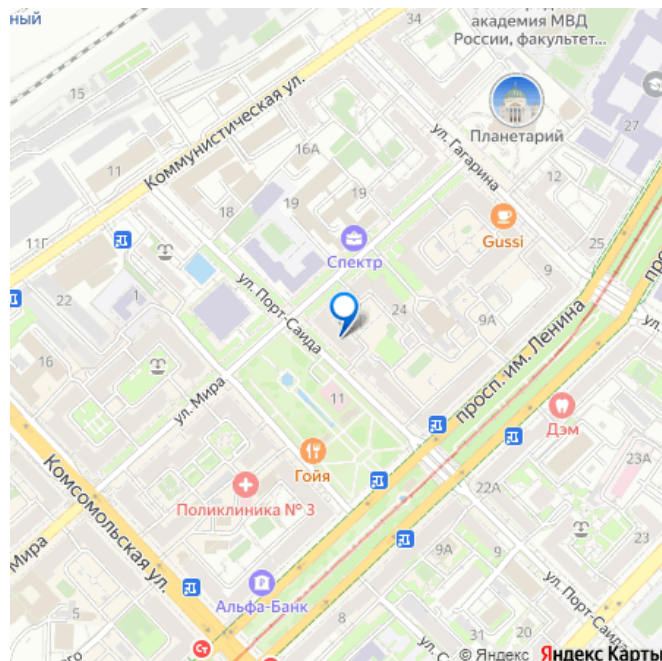 ный
34
академия МВД
России, факультет...
15
Коммунистическая ул.
Планетарий
27
ул. Гагарина
16А
11
19
12
19
18
Gussi
25
11Г
Спектр
9
22
1
ул. Порт-Саида
24
9А
просп. им. Ленина
16
11
ул. Мира
Дэм
Гойя
23А
Поликлиника № 3
22А
Комсомольская ул.
Мира
9А
9
ул. Порт-Саида
Альфа-Банк
8
31
20
Ст
© Яндекс Яндекс Карты